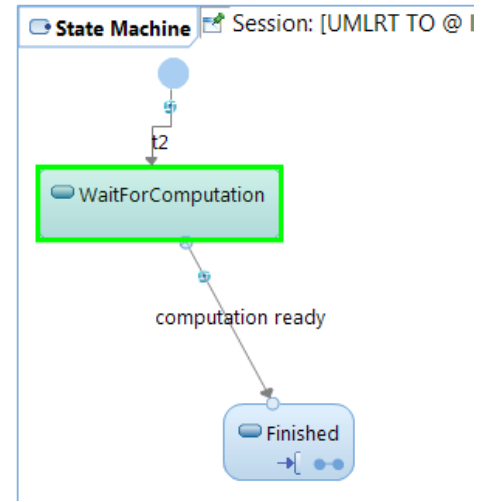 State Machine
Session: [UMLRT TO @
t2
WaitForComputation
computation ready
Finished